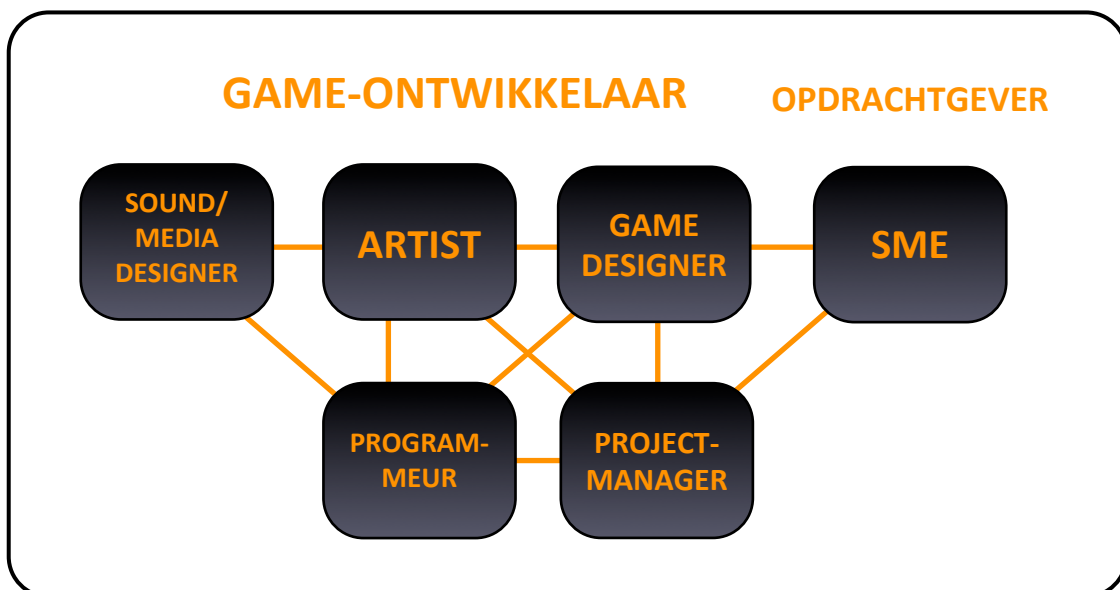 GAME-ONTWIKKELAAR
OPDRACHTGEVER
SOUND/
MEDIA
DESIGNER
ARTIST
GAME
DESIGNER
SME
PROGRAM-
MEUR
PROJECT-
MANAGER